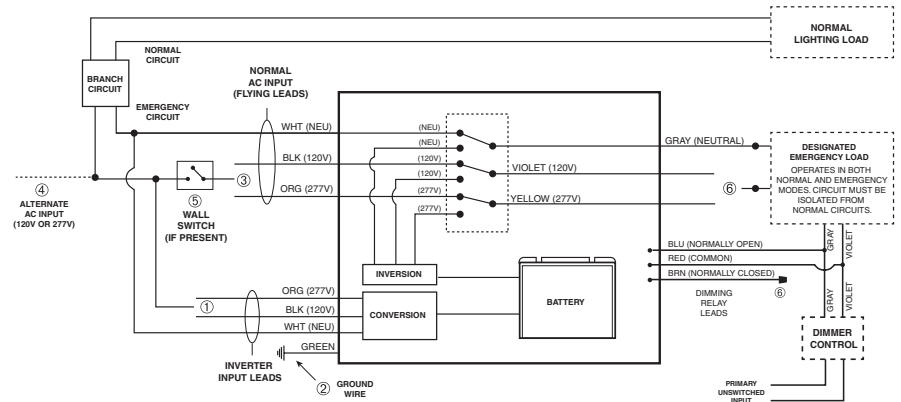 NORMAL
LIGHTING LOAD
NORMAL
CIRCUIT
BRANCH
CIRCUIT
EMERGENCY
CIRCUIT
NORMAL
AC INPUT
(FLYING LEADS)
WHT (NEU)
(NEU)
(NEU)
GRAY (NEUTRAL)
BLK (120V)
(120V)
VIOLET (120V)
(120V)
ORG (277V)
(277V)
YELLOW (277V)
(277V)
DESIGNATED
EMERGENCY LOAD
OPERATES IN BOTH
NORMAL AND EMERGENCY
MODES. CIRCUIT MUST BE
ISOLATED FROM
NORMAL CIRCUITS.
④
ALTERNATE
AC INPUT
(120V OR 277V)
③
⑤
WALL
SWITCH
(IF PRESENT)
⑥
BLU (NORMALLY OPEN)
RED (COMMON)
BRN (NORMALLY CLOSED)
⑥
DIMMING
RELAY
LEADS
GRAY
VIOLET
GRAY
VIOLET
INVERSION
BATTERY
CONVERSION
ORG (277V)
①
BLK (120V)
WHT (NEU)
GREEN
INVERTER
INPUT LEADS
② GROUND
WIRE
DIMMER
CONTROL
PRIMARY
UNSWITCHED
INPUT